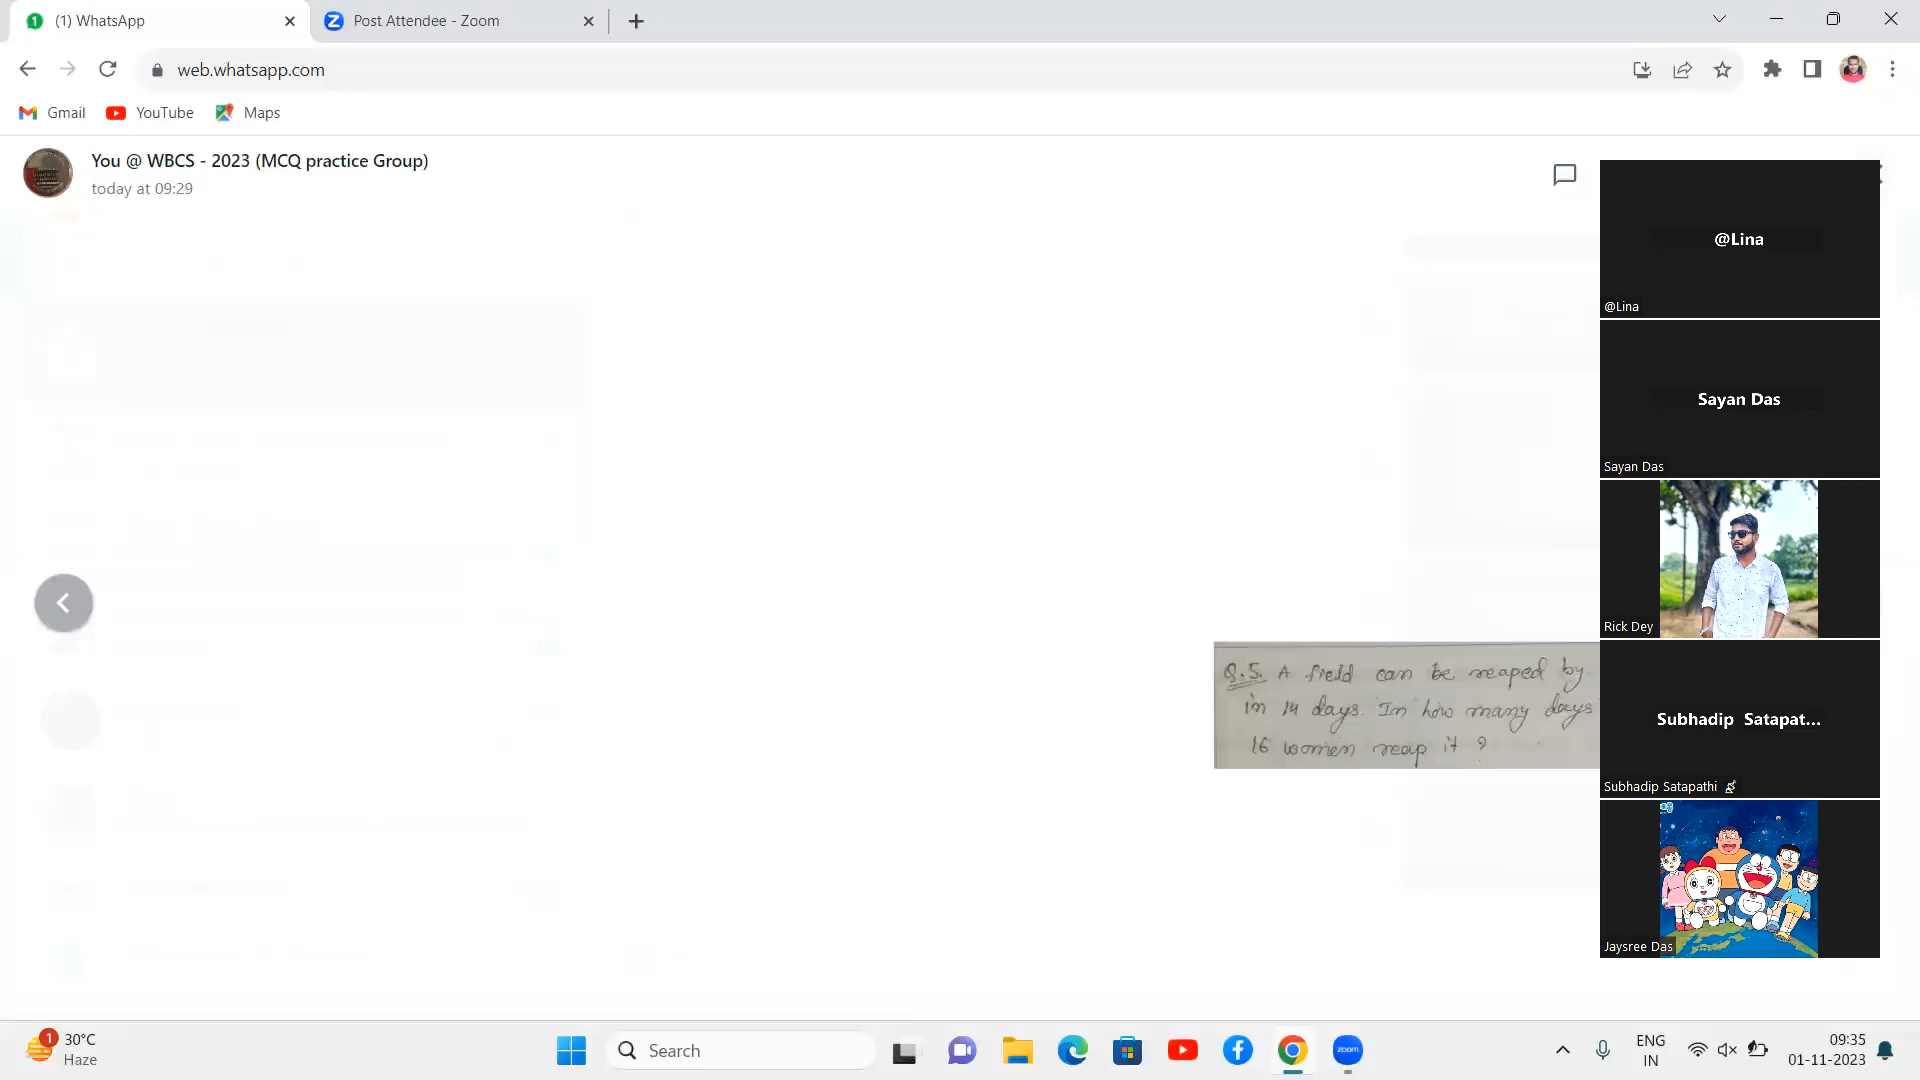 (1) WhatsApp
Post Attendee - Zoom
web.whatsapp.com
Gmail
YouTube
Maps
You @ WBCS - 2023 (MCQ practice Group)
today at 09:29
@Lina
@Lina
Sayan Das
Sayan Das
Rick Dey
Q.5. A field can be reaped by
in 14 days. In how many days
16 women reap it ?
Subhadip Satapat...
Subhadip Satapathi
Jaysree Das
1
30°C
Haze
Search
zoom
ENG
IN
09:35
01-11-2023